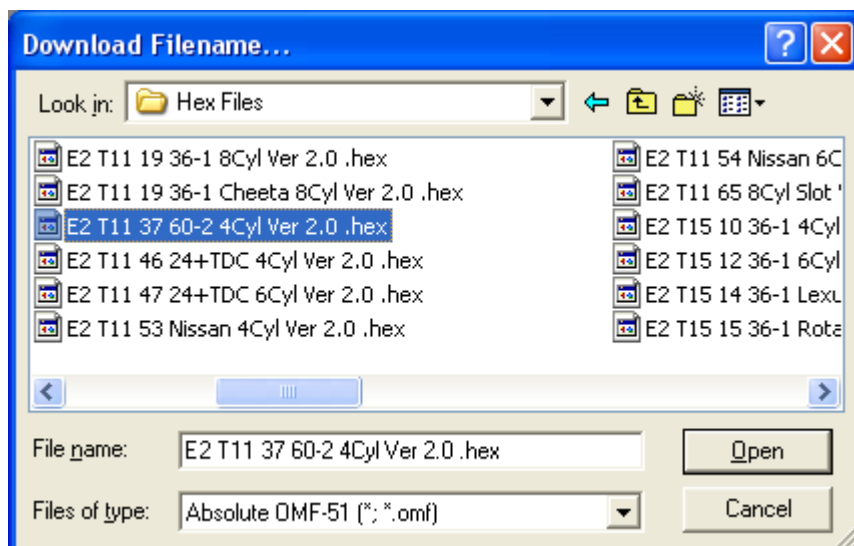 Download Filename...
Look in: Hex Files
E2 T11 19 36-1 8Cyl Ver 2.0 .hex
E2 T11 19 36-1 Cheeta 8Cyl Ver 2.0 .hex
E2 T11 37 60-2 4Cyl Ver 2.0 .hex
E2 T11 46 24+TDC 4Cyl Ver 2.0 .hex
E2 T11 47 24+TDC 6Cyl Ver 2.0 .hex
E2 T11 53 Nissan 4Cyl Ver 2.0 .hex
E2 T11 54 Nissan 6C
E2 T11 65 8Cyl Slot
E2 T15 10 36-1 4Cyl
E2 T15 12 36-1 6Cyl
E2 T15 14 36-1 Lexu
E2 T15 15 36-1 Rota
File name: E2 T11 37 60-2 4Cyl Ver 2.0 .hex
Open
Files of type: Absolute OMF-51 (*; *.omf)
Cancel